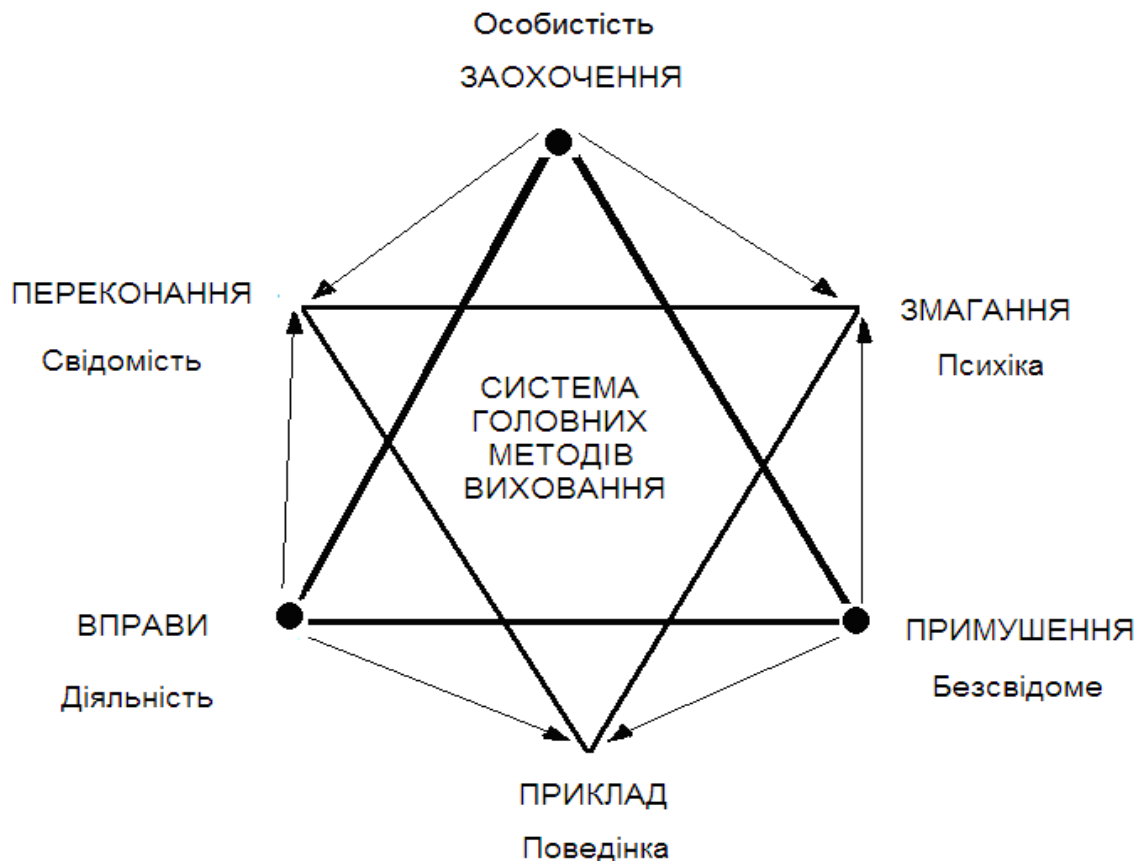 Особистість
ЗАОХОЧЕННЯ
ПЕРЕКОНАННЯ
Свідомість
ЗМАГАННЯ
Психіка
СИСТЕМА
ГОЛОВНИХ
МЕТОДІВ
ВИХОВАННЯ
ВПРАВИ
Діяльність
ПРИМУШЕННЯ
Безсвідоме
ПРИКЛАД
Поведінка